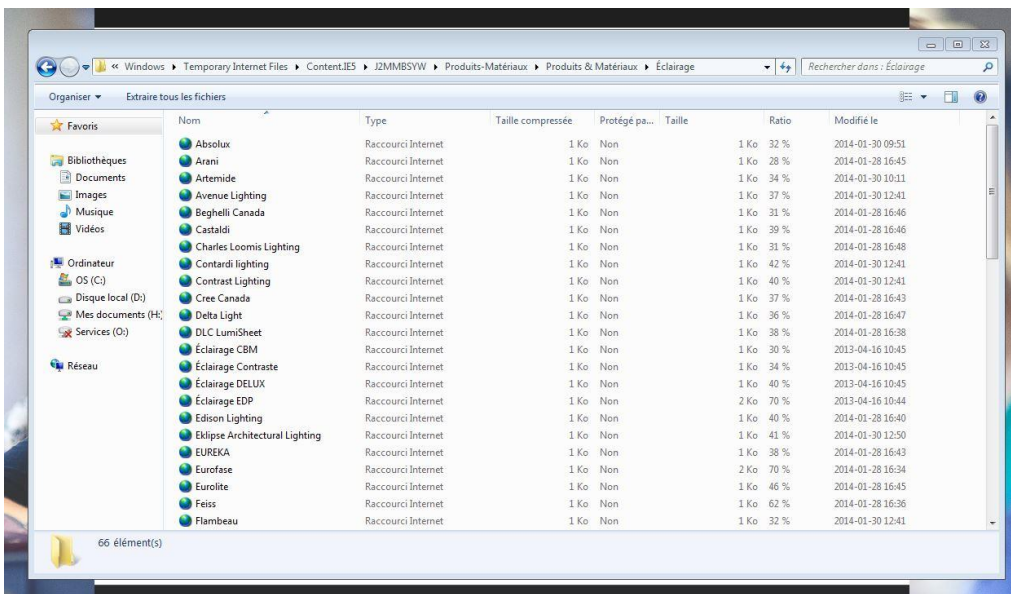 « Windows ▸ Temporary Internet Files ▸ Content.IE5 ▸ J2MMBSYW ▸ Produits-Matériaux ▸ Produits & Matériaux ▸ Éclairage Rechercher dans : Éclairage
Organiser Extraire tous les fichiers
Favoris
Bibliothèques
Documents
Images
Musique
Vidéos
Ordinateur
OS (C:)
Disque local (D:)
Mes documents (H:
Services (O:)
Réseau
Nom Type Taille compressée Protégé pa... Taille Ratio Modifié le
Absolux Raccourci Internet 1 Ko Non 1 Ko 32 % 2014-01-30 09:51
Arani Raccourci Internet 1 Ko Non 1 Ko 28 % 2014-01-28 16:45
Artemide Raccourci Internet 1 Ko Non 1 Ko 34 % 2014-01-30 10:11
Avenue Lighting Raccourci Internet 1 Ko Non 1 Ko 37 % 2014-01-30 12:41
Beghelli Canada Raccourci Internet 1 Ko Non 1 Ko 31 % 2014-01-28 16:46
Castaldi Raccourci Internet 1 Ko Non 1 Ko 39 % 2014-01-28 16:46
Charles Loomis Lighting Raccourci Internet 1 Ko Non 1 Ko 31 % 2014-01-28 16:48
Contardi lighting Raccourci Internet 1 Ko Non 1 Ko 42 % 2014-01-30 12:41
Contrast Lighting Raccourci Internet 1 Ko Non 1 Ko 40 % 2014-01-30 12:41
Cree Canada Raccourci Internet 1 Ko Non 1 Ko 37 % 2014-01-28 16:43
Delta Light Raccourci Internet 1 Ko Non 1 Ko 36 % 2014-01-28 16:47
DLC LumiSheet Raccourci Internet 1 Ko Non 1 Ko 38 % 2014-01-28 16:38
Éclairage CBM Raccourci Internet 1 Ko Non 1 Ko 30 % 2013-04-16 10:45
Éclairage Contraste Raccourci Internet 1 Ko Non 1 Ko 34 % 2013-04-16 10:45
Éclairage DELUX Raccourci Internet 1 Ko Non 1 Ko 40 % 2013-04-16 10:45
Éclairage EDP Raccourci Internet 1 Ko Non 2 Ko 70 % 2013-04-16 10:44
Edison Lighting Raccourci Internet 1 Ko Non 1 Ko 40 % 2014-01-28 16:40
Eklipse Architectural Lighting Raccourci Internet 1 Ko Non 1 Ko 41 % 2014-01-30 12:50
EUREKA Raccourci Internet 1 Ko Non 1 Ko 38 % 2014-01-28 16:43
Eurofase Raccourci Internet 1 Ko Non 2 Ko 70 % 2014-01-28 16:34
Eurolite Raccourci Internet 1 Ko Non 1 Ko 46 % 2014-01-28 16:45
Feiss Raccourci Internet 1 Ko Non 1 Ko 62 % 2014-01-28 16:36
Flambeau Raccourci Internet 1 Ko Non 1 Ko 32 % 2014-01-30 12:41
66 élément(s)